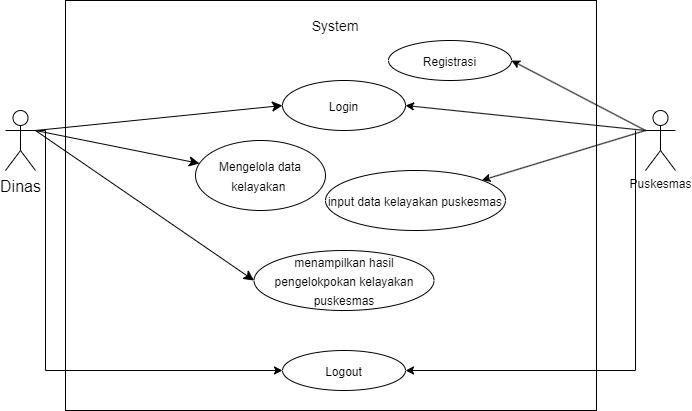 System
Registrasi
Login
Dinas
Mengelola data
kelayakan
Puskesmas
input data kelayakan puskesmas
menampilkan hasil
pengelokpokan kelayakan
puskesmas
Logout